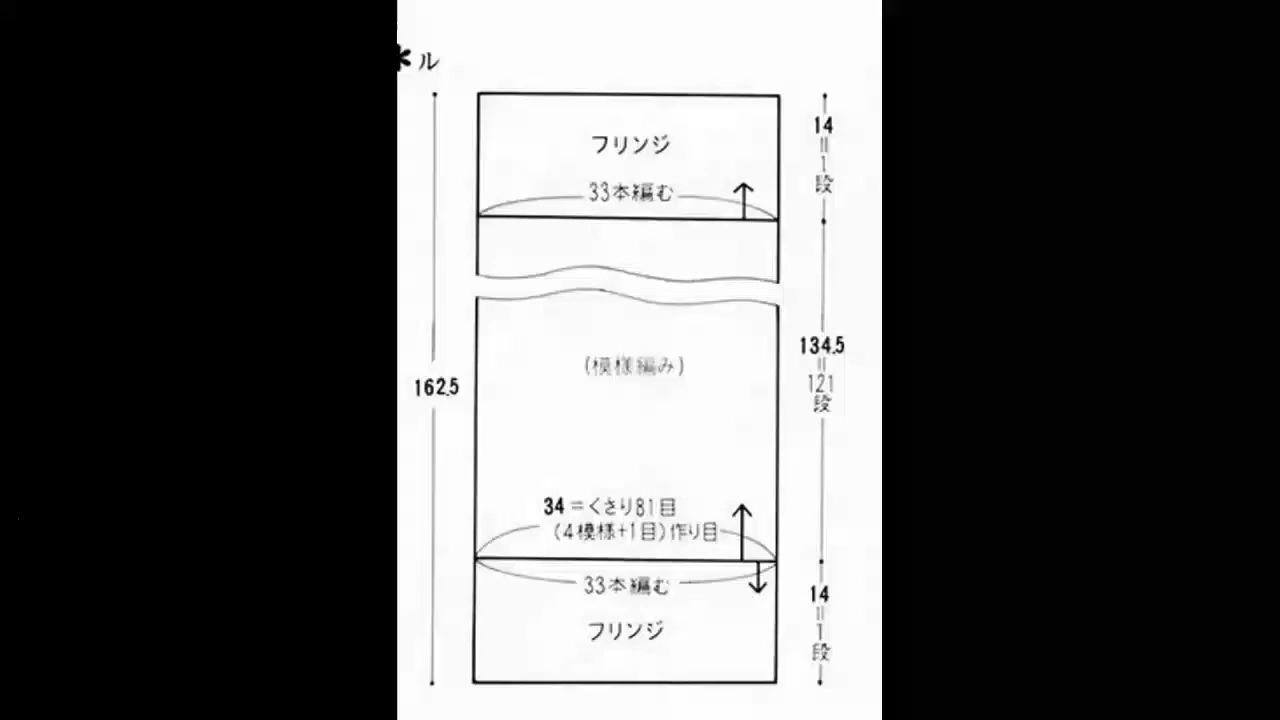 ル
フリンジ
33本編む
14
=
1
段
134.5
=
121
段
162.5
(模様編み)
34=くさり81目
(4模様+1目)作り目
33本編む
フリンジ
14
=
1
段